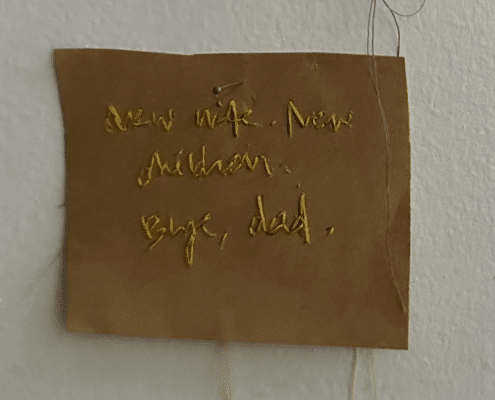 New wife. New
children.
Bye, dad.